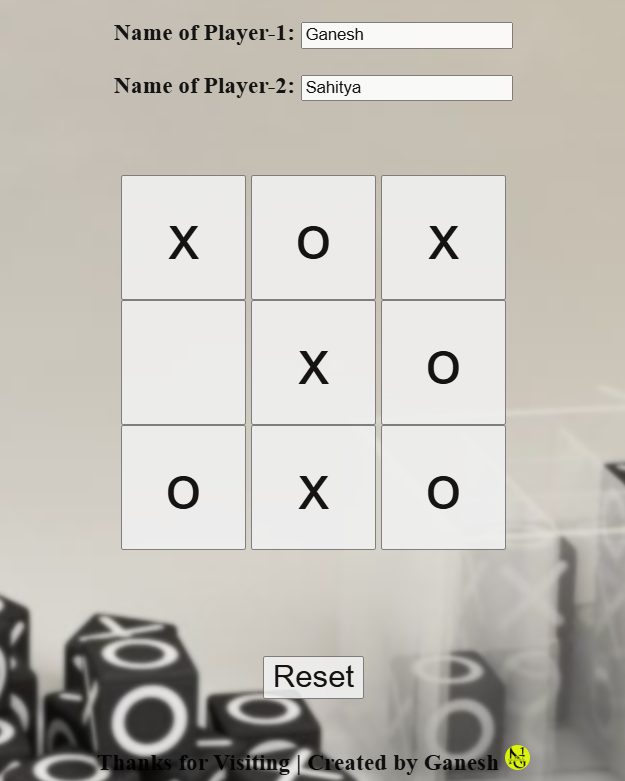 Name of Player-1: Ganesh
Name of Player-2: Sahitya
X O X
X O
O X O
Reset
Thanks for Visiting | Created by Ganesh